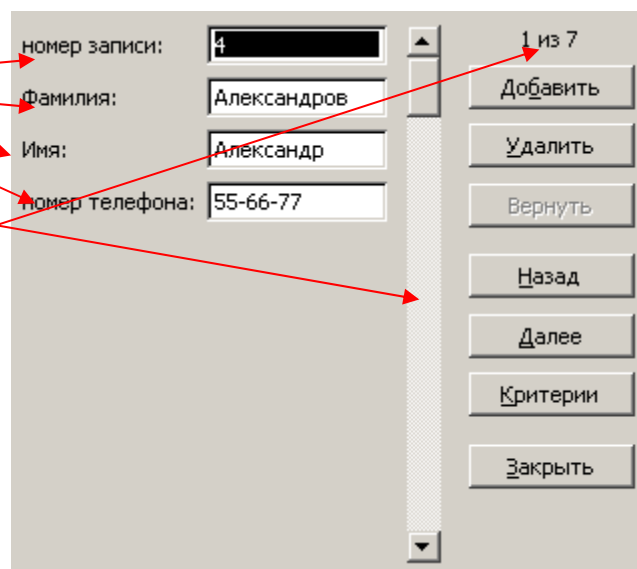 номер записи: 4
1 из 7
Фамилия: Александров
Добавить
Имя: Александр
Удалить
номер телефона: 55-66-77
Вернуть
Назад
Далее
Критерии
Закрыть